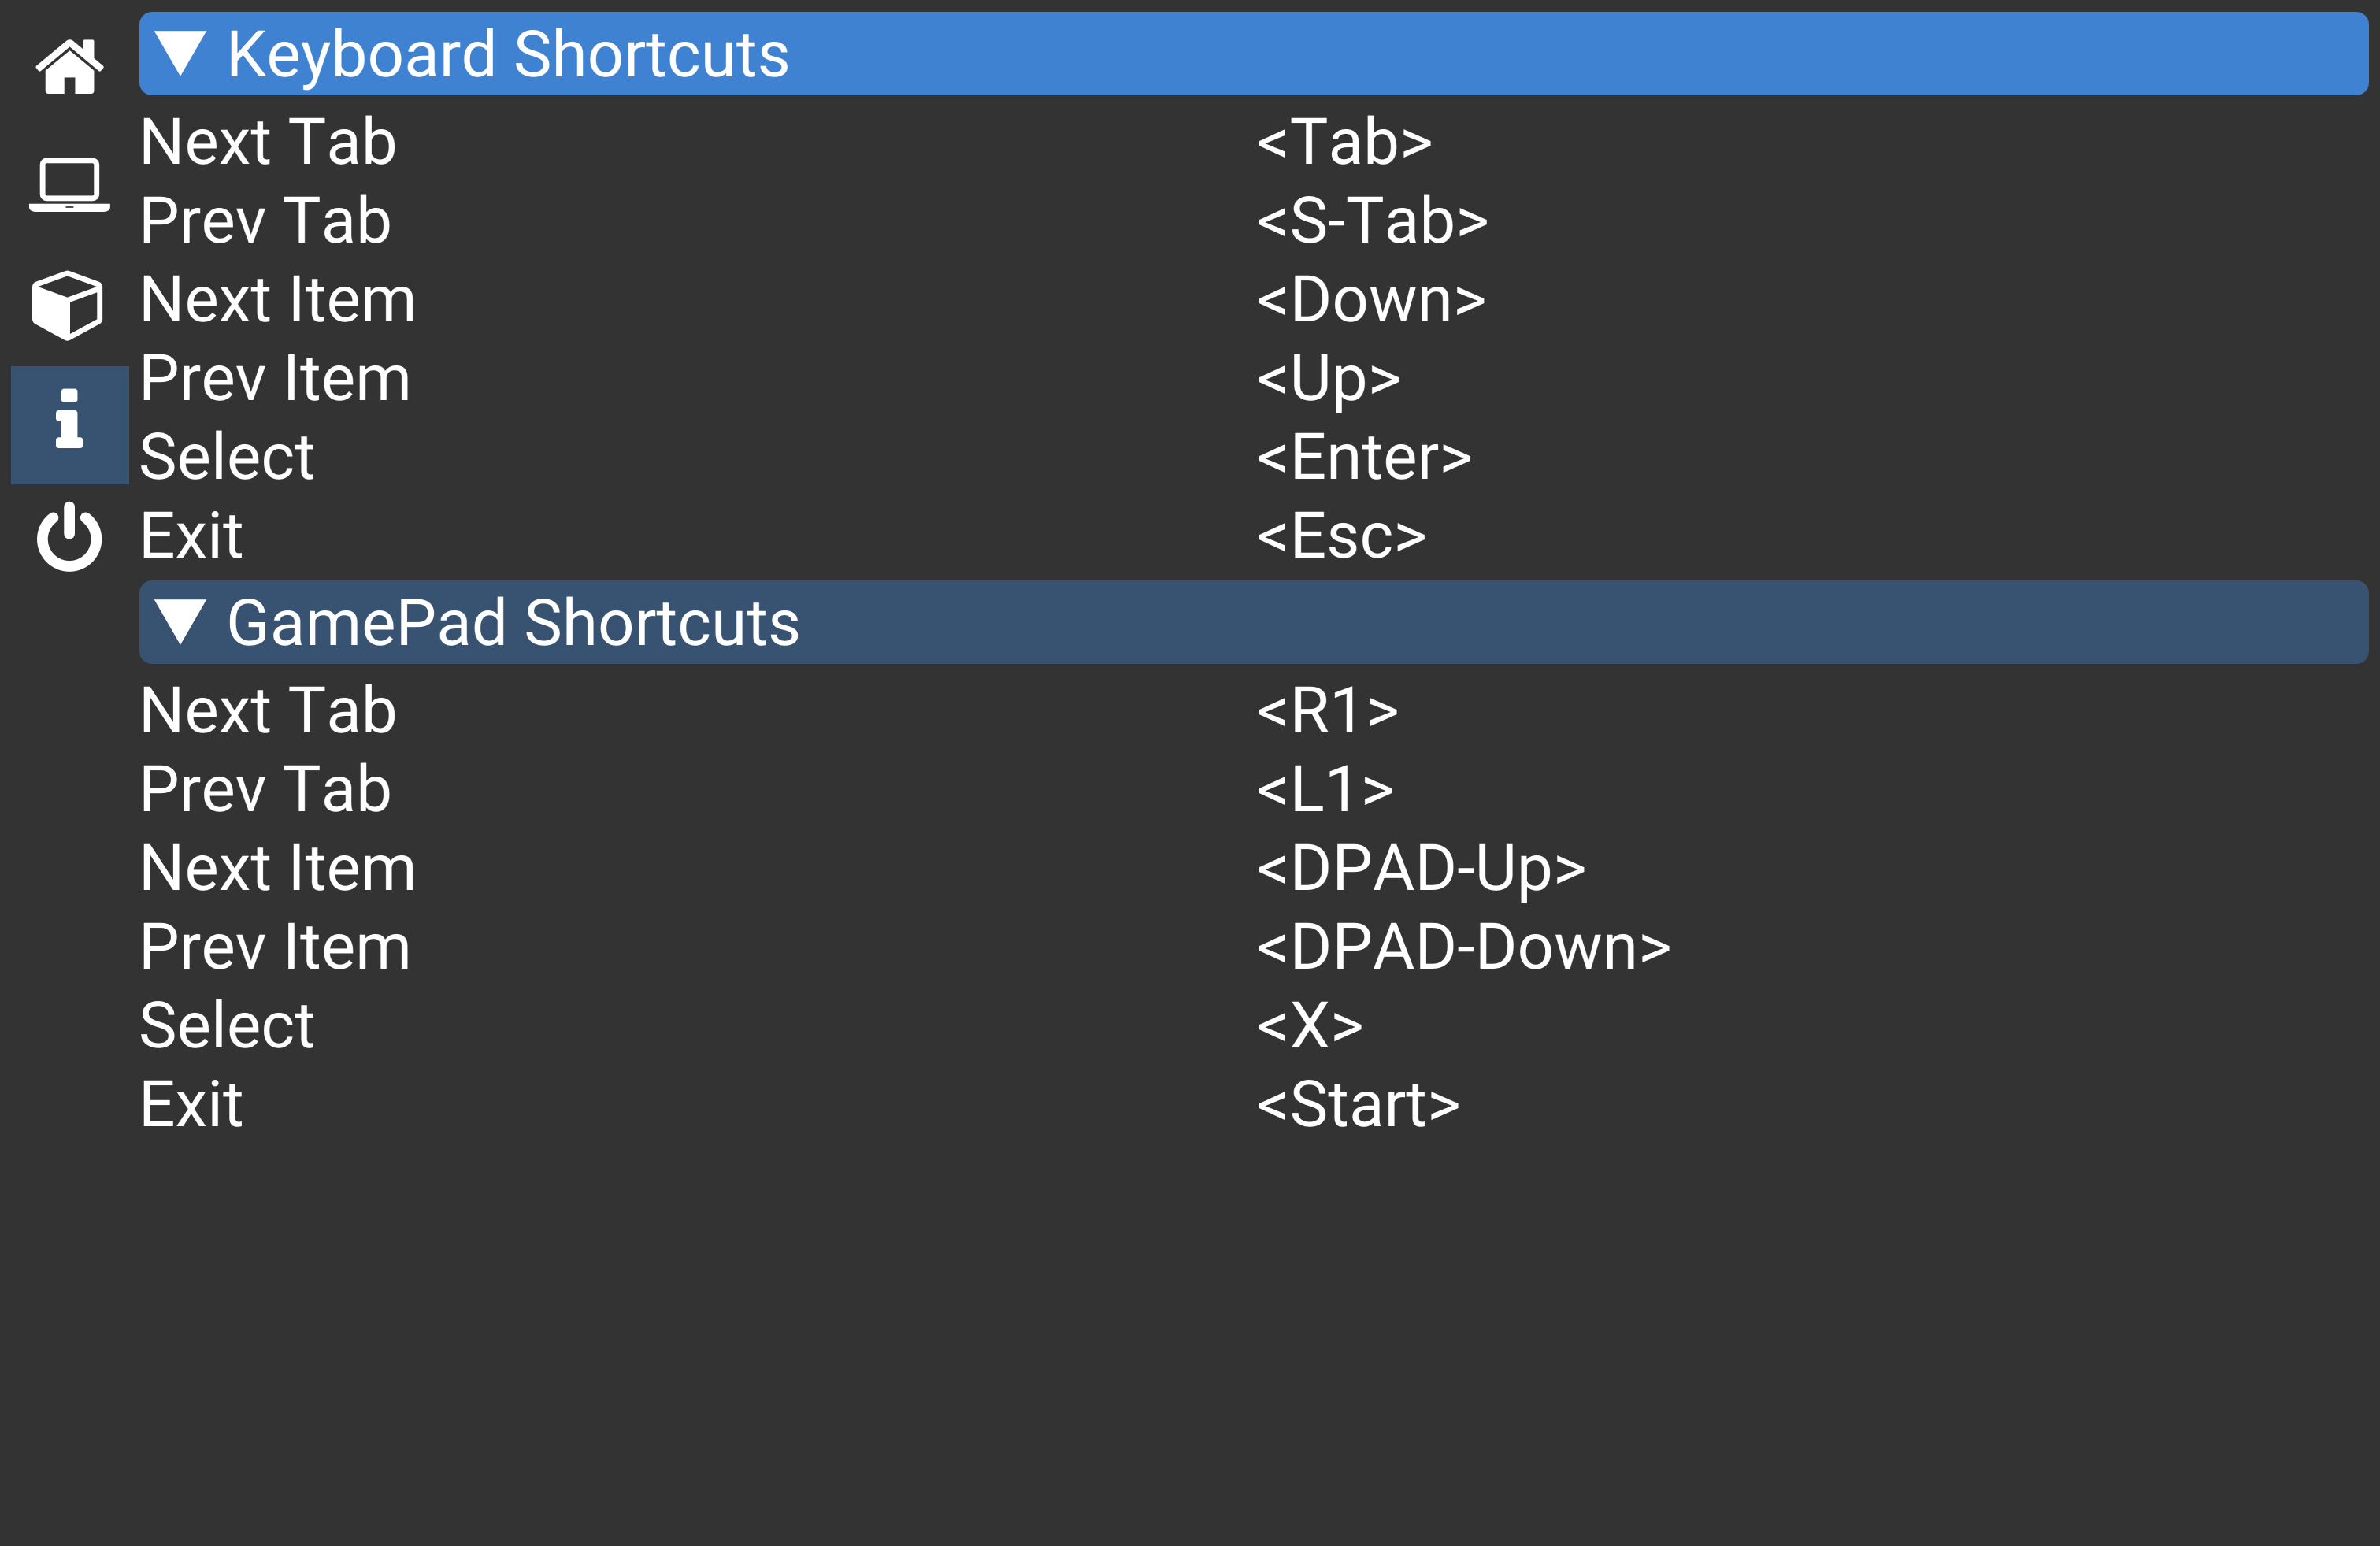 Keyboard Shortcuts
Next Tab <Tab>
Prev Tab <S-Tab>
Next Item <Down>
Prev Item <Up>
Select <Enter>
Exit <Esc>
GamePad Shortcuts
Next Tab <R1>
Prev Tab <L1>
Next Item <DPAD-Up>
Prev Item <DPAD-Down>
Select <X>
Exit <Start>